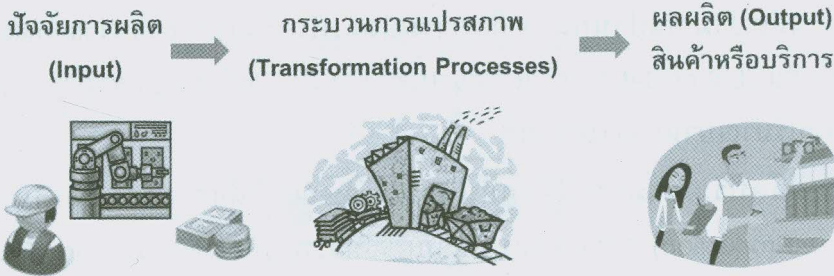 ปัจจัยการผลิต
(Input)
กระบวนการแปรสภาพ
(Transformation Processes)
ผลผลิต (Output)
สินค้าหรือบริการ